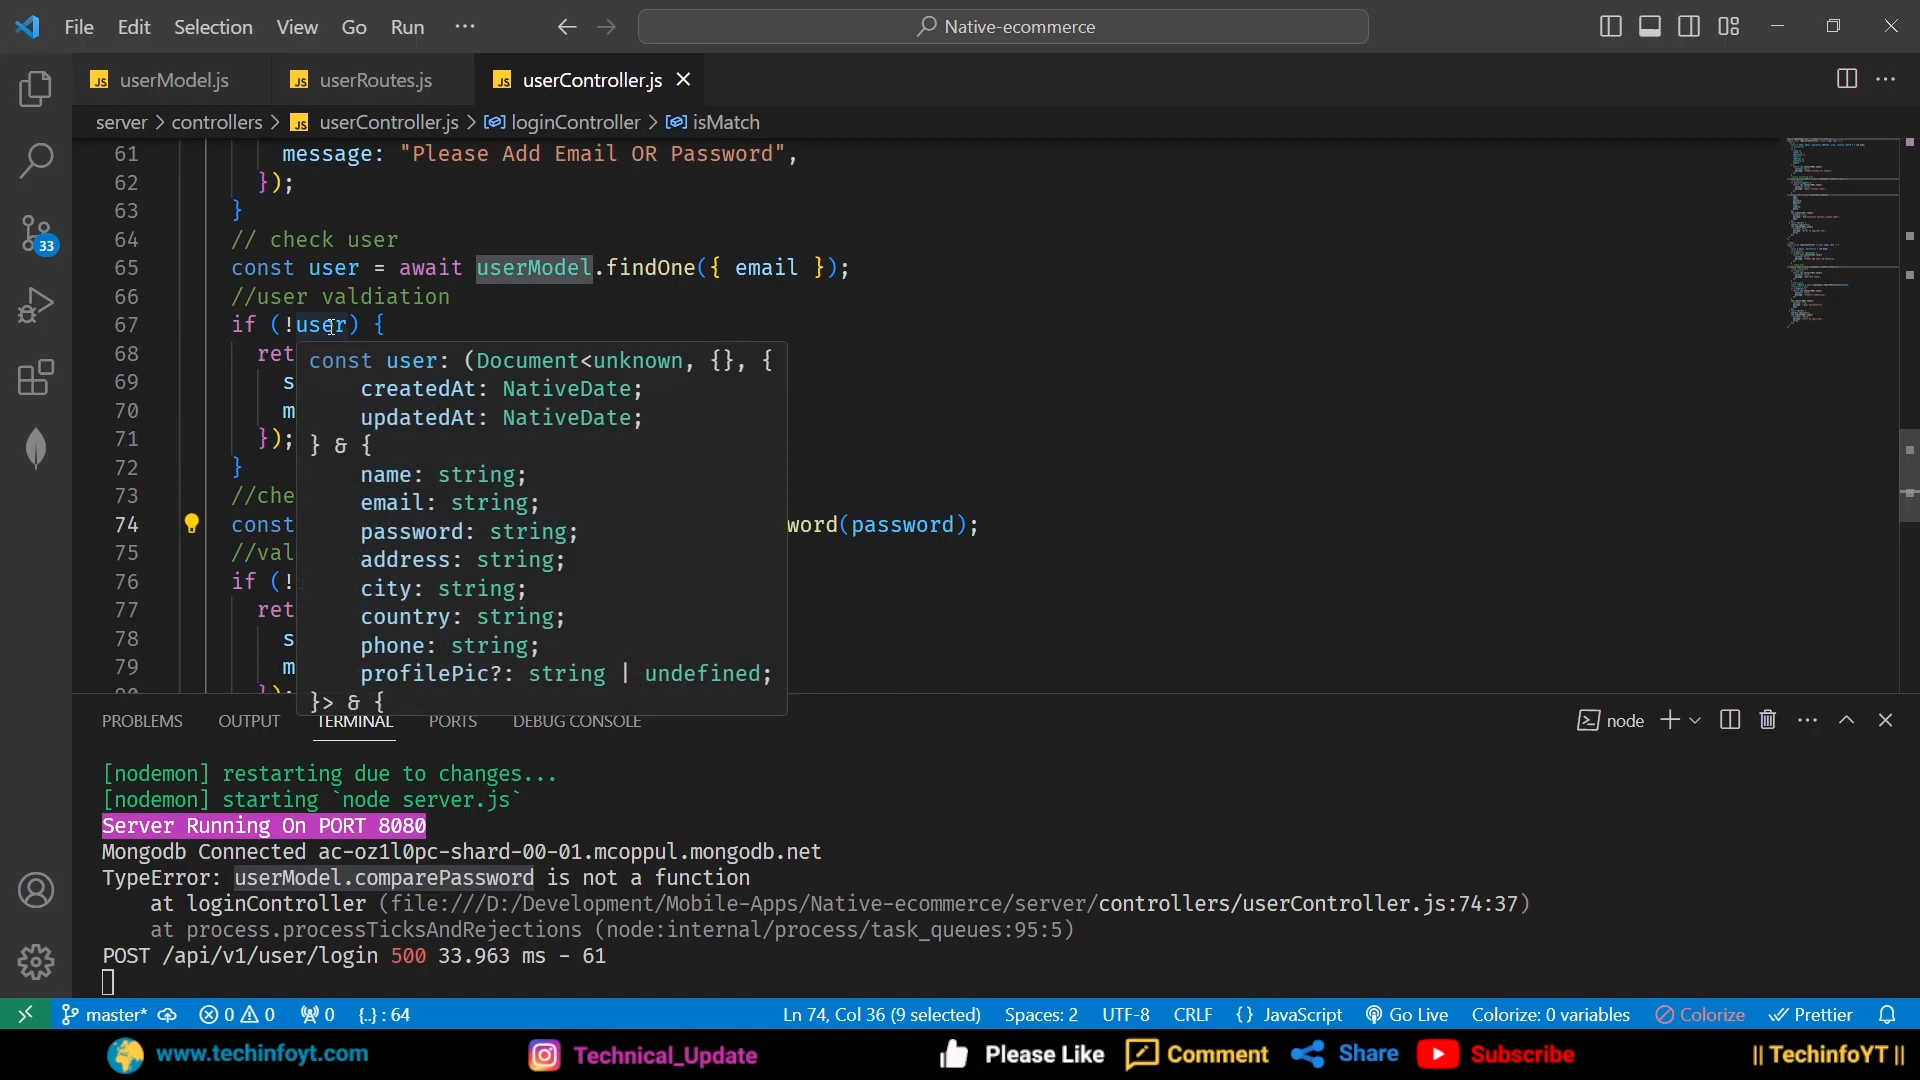 File Edit Selection View Go Run ··· Native-ecommerce
JS userModel.js JS userRoutes.js JS userController.js
server > controllers > JS userController.js > loginController > isMatch
61 message: "Please Add Email OR Password",
62 });
63 }
64 // check user
65 const user = await userModel.findOne({ email });
66 //user valdiation
67 if (!user) {
68 ret
69 s
70 m
71 });
72 }
73 //che
74 const word(password);
75 //val
76 if (!
77 ret
78 s
79 m
80 });
const user: (Document<unknown, {}, {
createdAt: NativeDate;
updatedAt: NativeDate;
} & {
name: string;
email: string;
password: string;
address: string;
city: string;
country: string;
phone: string;
profilePic?: string | undefined;
}> & {
33
PROBLEMS OUTPUT TERMINAL PORTS DEBUG CONSOLE node
[nodemon] restarting due to changes...
[nodemon] starting `node server.js`
Server Running On PORT 8080
Mongodb Connected ac-oz1l0pc-shard-00-01.mcoppul.mongodb.net
TypeError: userModel.comparePassword is not a function
at loginController (file:///D:/Development/Mobile-Apps/Native-ecommerce/server/controllers/userController.js:74:37)
at process.processTicksAndRejections (node:internal/process/task_queues:95:5)
POST /api/v1/user/login 500 33.963 ms - 61
master* 0 0 0 {..} : 64 Ln 74, Col 36 (9 selected) Spaces: 2 UTF-8 CRLF {} JavaScript Go Live Colorize: 0 variables Colorize Prettier
www.techinfoyt.com Technical_Update Please Like Comment Share Subscribe || TechinfoYT ||